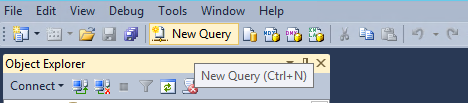 File Edit View Debug Tools Window Help
New Query
Object Explorer
New Query (Ctrl+N)
Connect